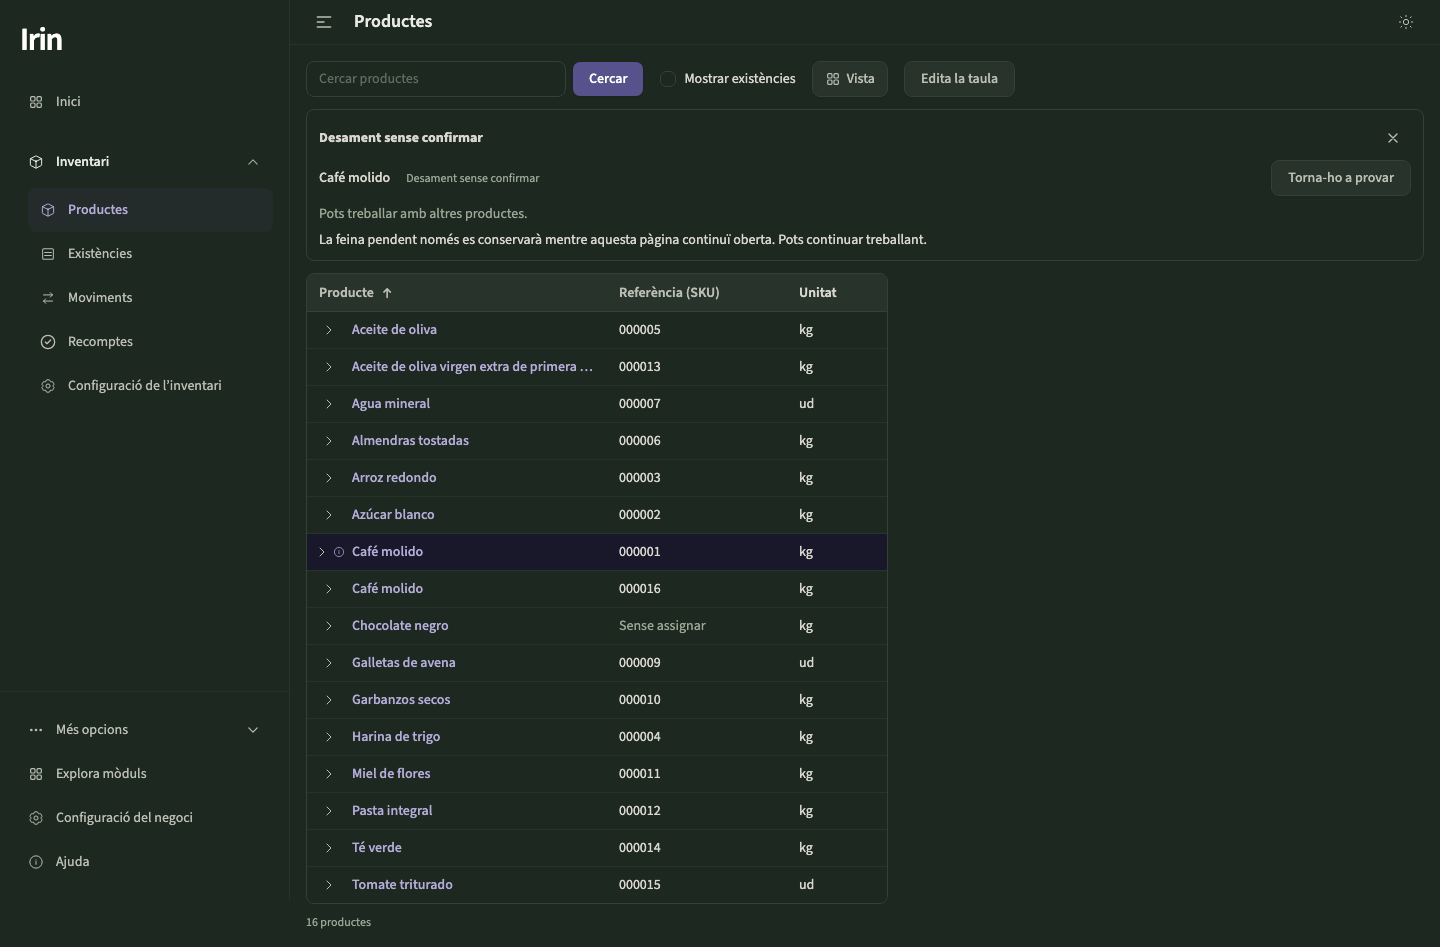 Irin
Productes
Inici
Inventari
Productes
Existències
Moviments
Recomptes
Configuració de l’inventari
Més opcions
Explora mòduls
Configuració del negoci
Ajuda
Cercar productes
Cercar
Mostrar existències
Vista
Edita la taula
Desament sense confirmar
Café molido Desament sense confirmar
Torna-ho a provar
Pots treballar amb altres productes.
La feina pendent només es conservarà mentre aquesta pàgina continuï oberta. Pots continuar treballant.
Producte Referència (SKU) Unitat
Aceite de oliva 000005 kg
Aceite de oliva virgen extra de primera … 000013 kg
Agua mineral 000007 ud
Almendras tostadas 000006 kg
Arroz redondo 000003 kg
Azúcar blanco 000002 kg
Café molido 000001 kg
Café molido 000016 kg
Chocolate negro Sense assignar kg
Galletas de avena 000009 ud
Garbanzos secos 000010 kg
Harina de trigo 000004 kg
Miel de flores 000011 kg
Pasta integral 000012 kg
Té verde 000014 kg
Tomate triturado 000015 ud
16 productes